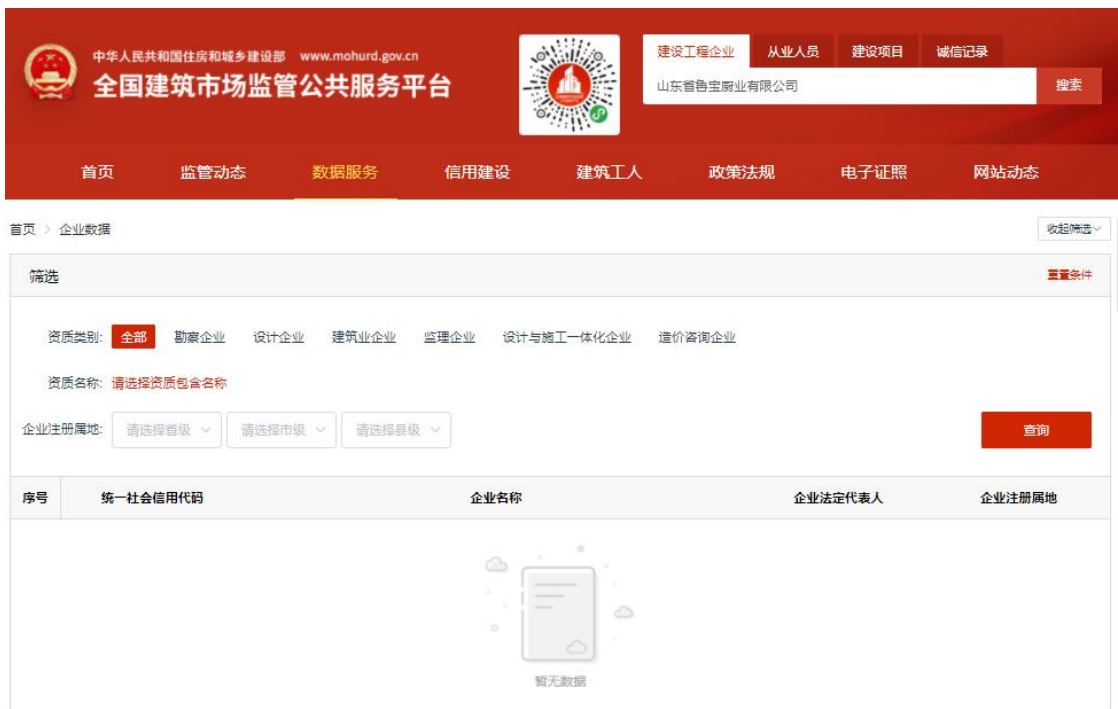 中华人民共和国住房和城乡建设部 www.mohurd.gov.cn
全国建筑市场监管公共服务平台
建设工程企业 从业人员 建设项目 诚信记录
山东省鲁宝厨业有限公司 搜索
首页 监管动态 数据服务 信用建设 建筑工人 政策法规 电子证照 网站动态
首页 > 企业数据 收起筛选
筛选 重置条件
资质类别: 全部 勘察企业 设计企业 建筑业企业 监理企业 设计与施工一体化企业 造价咨询企业
资质名称: 请选择资质包含名称
企业注册属地: 请选择省级 请选择市级 请选择县级 查询
序号 统一社会信用代码 企业名称 企业法定代表人 企业注册属地
暂无数据